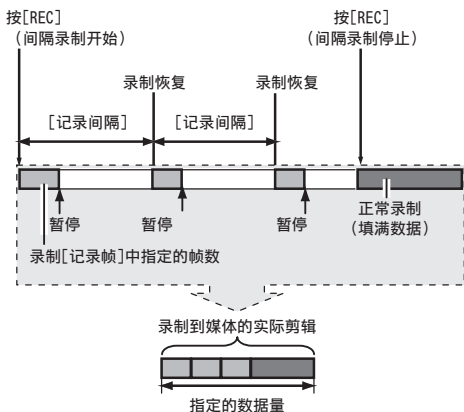 按[REC]
（间隔录制开始）
按[REC]
（间隔录制停止）
录制恢复
录制恢复
[记录间隔]
[记录间隔]
暂停
暂停
暂停
正常录制
（填满数据）
录制[记录帧]中指定的帧数
录制到媒体的实际剪辑
指定的数据量